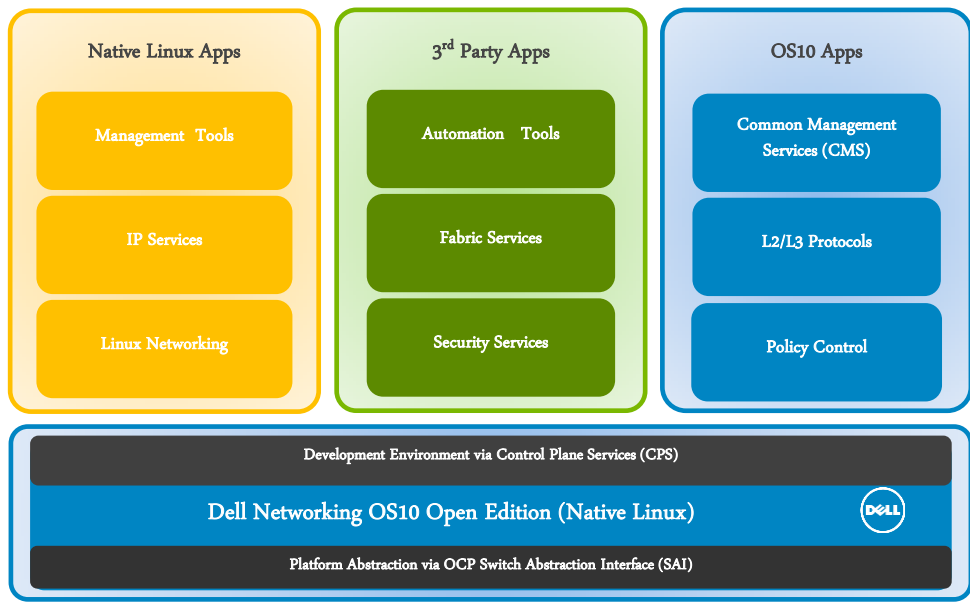 Native Linux Apps
Management Tools
IP Services
Linux Networking
3rd Party Apps
Automation Tools
Fabric Services
Security Services
OS10 Apps
Common Management
Services (CMS)
L2/L3 Protocols
Policy Control
Development Environment via Control Plane Services (CPS)
Dell Networking OS10 Open Edition (Native Linux)
DELL
Platform Abstraction via OCP Switch Abstraction Interface (SAI)